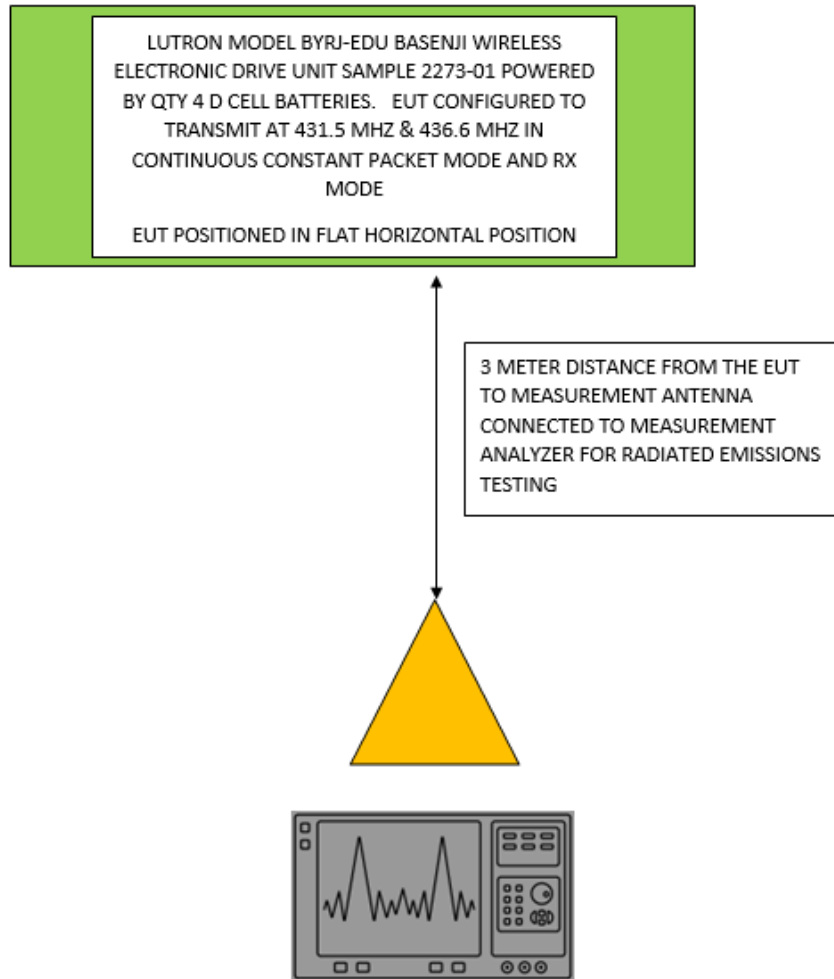 LUTRON MODEL BYRJ-EDU BASENJI WIRELESS
ELECTRONIC DRIVE UNIT SAMPLE 2273-01 POWERED
BY QTY 4 D CELL BATTERIES.   EUT CONFIGURED TO
TRANSMIT AT 431.5 MHZ & 436.6 MHZ IN
CONTINUOUS CONSTANT PACKET MODE AND RX
MODE
EUT POSITIONED IN FLAT HORIZONTAL POSITION
3 METER DISTANCE FROM THE EUT
TO MEASUREMENT ANTENNA
CONNECTED TO MEASUREMENT
ANALYZER FOR RADIATED EMISSIONS
TESTING